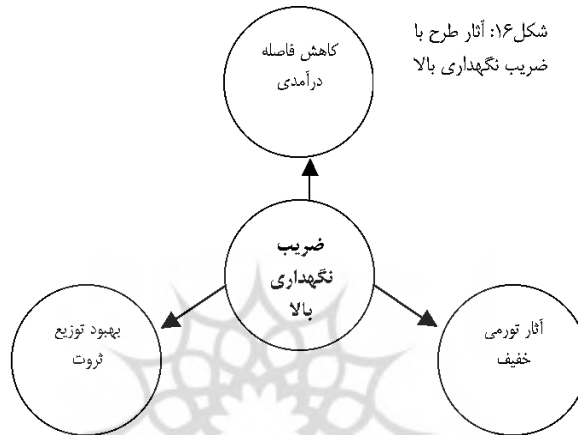 شکل۱۶: آثار طرح با
ضریب نگهداری بالا
کاهش فاصله
درآمدی
ضریب
نگهداری
بالا
آثار تورمی
خفیف
بهبود توزیع
ثروت